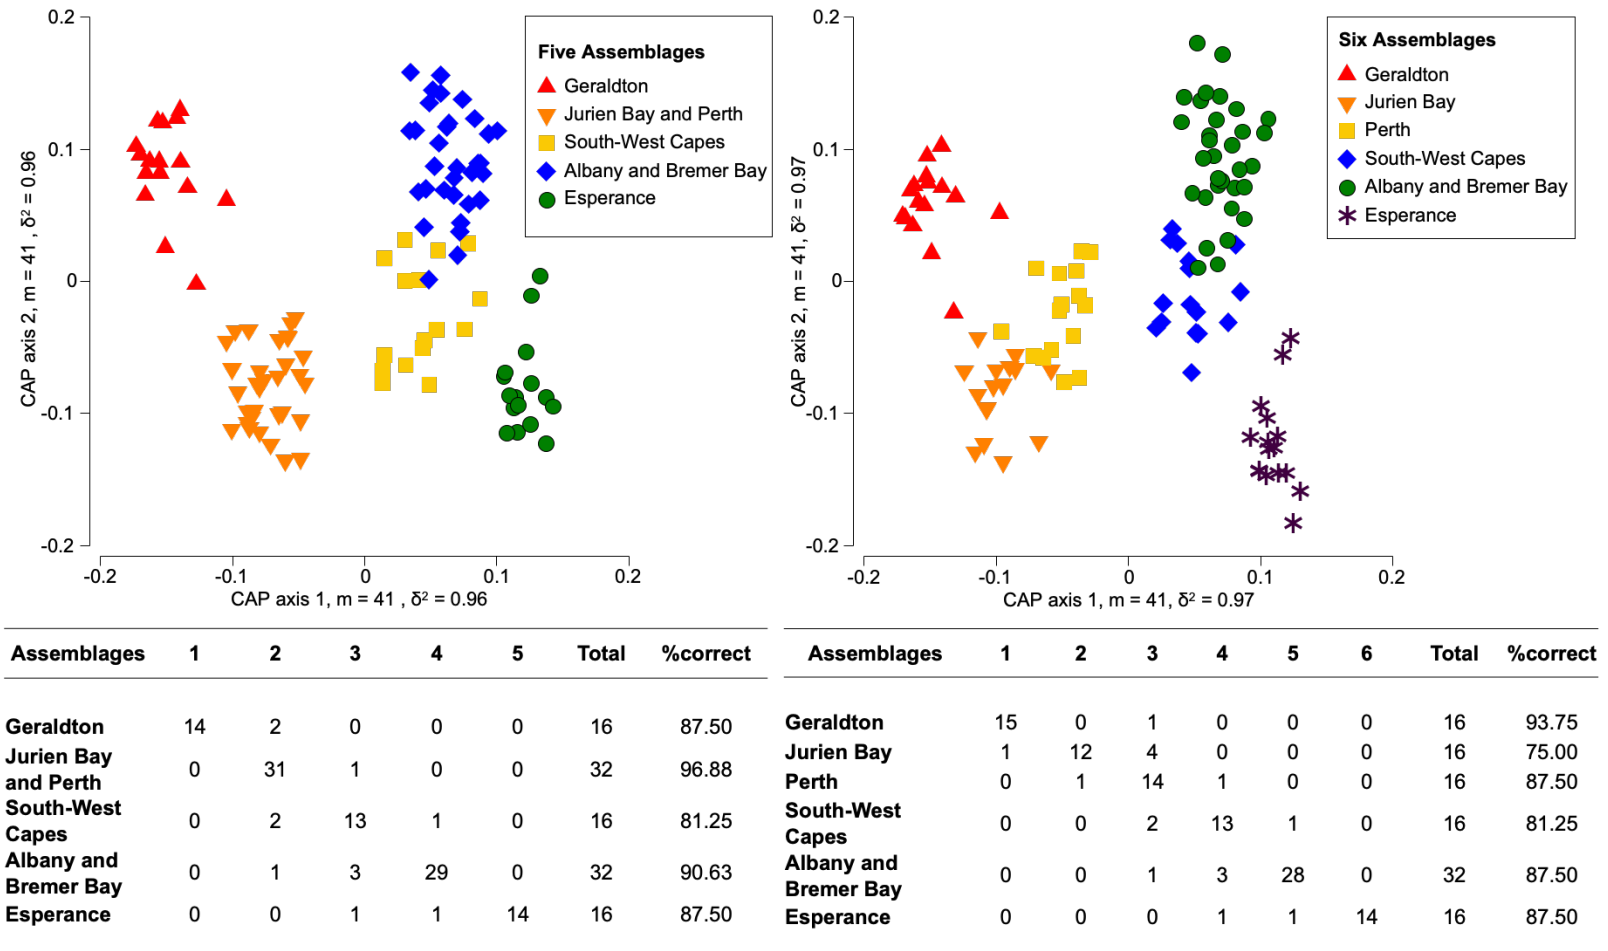 0.2
0.1
0
-0.1
-0.2
CAP axis 2, m = 41 , δ² = 0.96
-0.2
-0.1
0
0.1
0.2
CAP axis 1, m = 41 , δ² = 0.96
Five Assemblages
Geraldton
Jurien Bay and Perth
South-West Capes
Albany and Bremer Bay
Esperance
0.2
0.1
0
-0.1
-0.2
CAP axis 2, m = 41, δ² = 0.97
-0.2
-0.1
0
0.1
0.2
CAP axis 1, m = 41, δ² = 0.97
Six Assemblages
Geraldton
Jurien Bay
Perth
South-West Capes
Albany and Bremer Bay
Esperance
Assemblages 1 2 3 4 5 Total %correct
Geraldton 14 2 0 0 0 16 87.50
Jurien Bay
and Perth 0 31 1 0 0 32 96.88
South-West
Capes 0 2 13 1 0 16 81.25
Albany and
Bremer Bay 0 1 3 29 0 32 90.63
Esperance 0 0 1 1 14 16 87.50
Assemblages 1 2 3 4 5 6 Total %correct
Geraldton 15 0 1 0 0 0 16 93.75
Jurien Bay 1 12 4 0 0 0 16 75.00
Perth 0 1 14 1 0 0 16 87.50
South-West
Capes 0 0 2 13 1 0 16 81.25
Albany and
Bremer Bay 0 0 1 3 28 0 32 87.50
Esperance 0 0 0 1 1 14 16 87.50